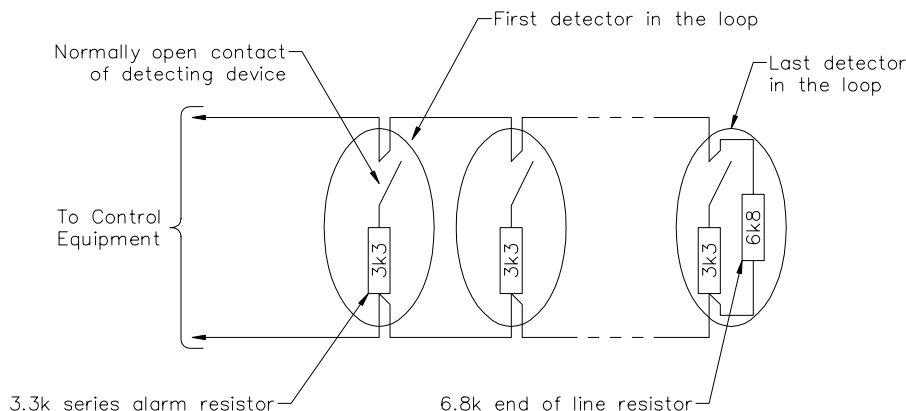 First detector in the loop
Normally open contact
of detecting device
Last detector
in the loop
To Control
Equipment
3k3
3k3
3k3
6k8
3.3k series alarm resistor
6.8k end of line resistor